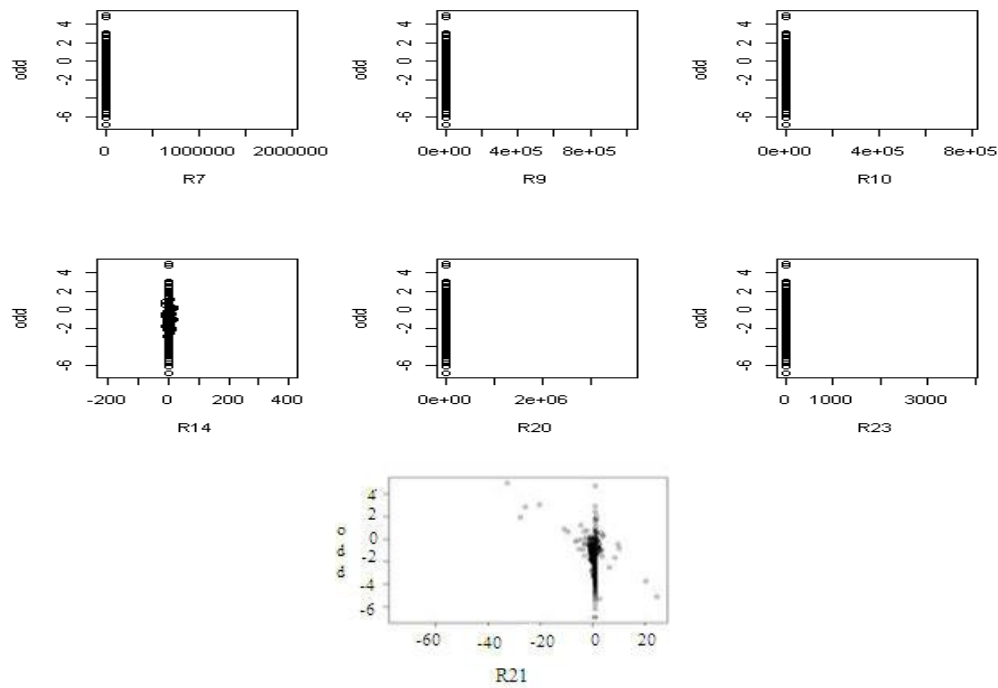 odd 4 2 0 -2 -6
0 1000000 2000000
R7
odd 4 2 0 -2 -6
0e+00 4e+05 8e+05
R9
odd 4 2 0 -2 -6
0e+00 4e+05 8e+05
R10
odd 4 2 0 -2 -6
-200 0 200 400
R14
odd 4 2 0 -2 -6
0e+00 2e+06
R20
odd 4 2 0 -2 -6
0 1000 3000
R23
odd 4 2 0 -2 -4 -6
-60 -40 -20 0 20
R21